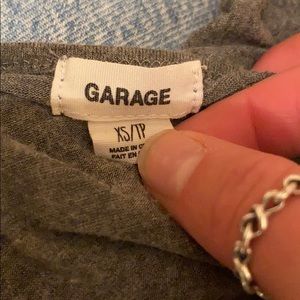 GARAGE
XS/TP
MADE IN
FAIT EN